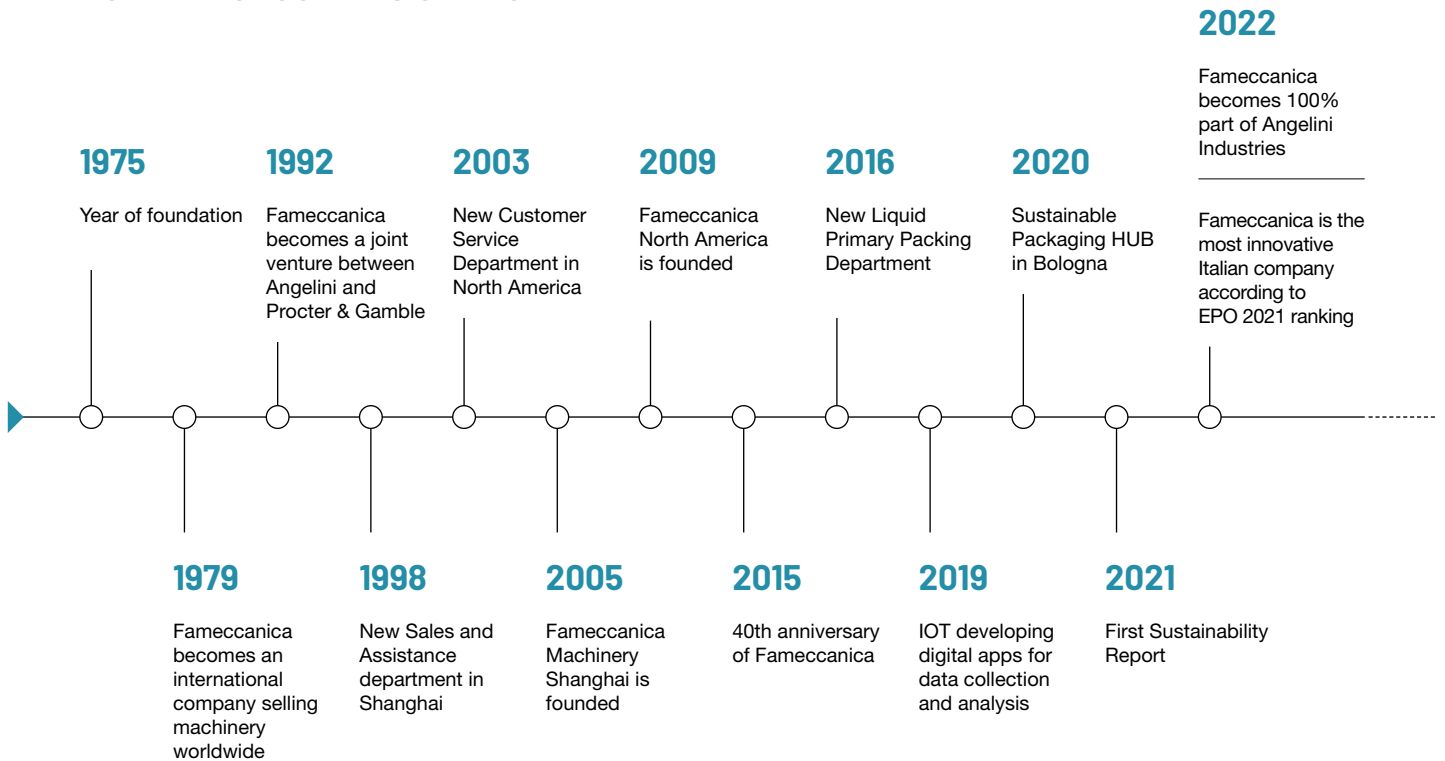 1975
Year of foundation
1979
Fameccanica
becomes an
international
company selling
machinery
worldwide
1992
Fameccanica
becomes a joint
venture between
Angelini and
Procter & Gamble
1998
New Sales and
Assistance
department in
Shanghai
2003
New Customer
Service
Department in
North America
2005
Fameccanica
Machinery
Shanghai is
founded
2009
Fameccanica
North America
is founded
2015
40th anniversary
of Fameccanica
2016
New Liquid
Primary Packing
Department
2019
IOT developing
digital apps for
data collection
and analysis
2020
Sustainable
Packaging HUB
in Bologna
2021
First Sustainability
Report
2022
Fameccanica
becomes 100%
part of Angelini
Industries
Fameccanica is the
most innovative
Italian company
according to
EPO 2021 ranking